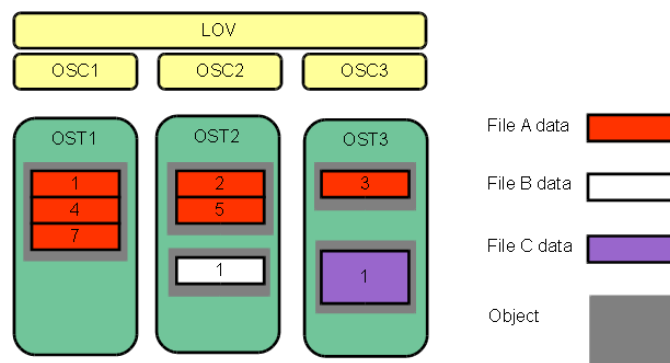 LOV
OSC1 OSC2 OSC3
OST1 OST2 OST3
1 2 3
4 5
7
1 1
File A data
File B data
File C data
Object